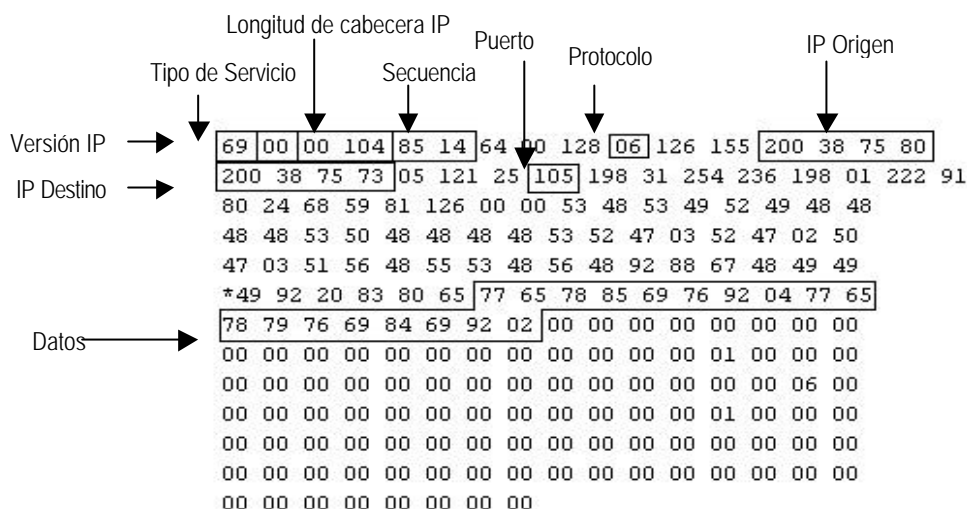 Longitud de cabecera IP
Puerto
IP Origen
Protocolo
Tipo de Servicio
Secuencia
Versión IP
69 00 00 104 85 14 64 00 128 06 126 155 200 38 75 80
IP Destino
200 38 75 73 05 121 25 105 198 31 254 236 198 01 222 91
80 24 68 59 81 126 00 00 53 48 53 49 52 49 48 48
48 48 53 50 48 48 48 48 53 52 47 03 52 47 02 50
47 03 51 56 48 55 53 48 56 48 92 88 67 48 49 49
*49 92 20 83 80 65 77 65 78 85 69 76 92 04 77 65
78 79 76 69 84 69 92 02 00 00 00 00 00 00 00
Datos
00 00 00 00 00 00 00 00 00 00 00 01 00 00 00
00 00 00 00 00 00 00 00 00 00 00 00 00 06 00
00 00 00 00 00 00 00 00 00 00 00 01 00 00 00
00 00 00 00 00 00 00 00 00 00 00 00 00 00 00
00 00 00 00 00 00 00 00 00 00 00 00 00 00 00
00 00 00 00 00 00 00 00